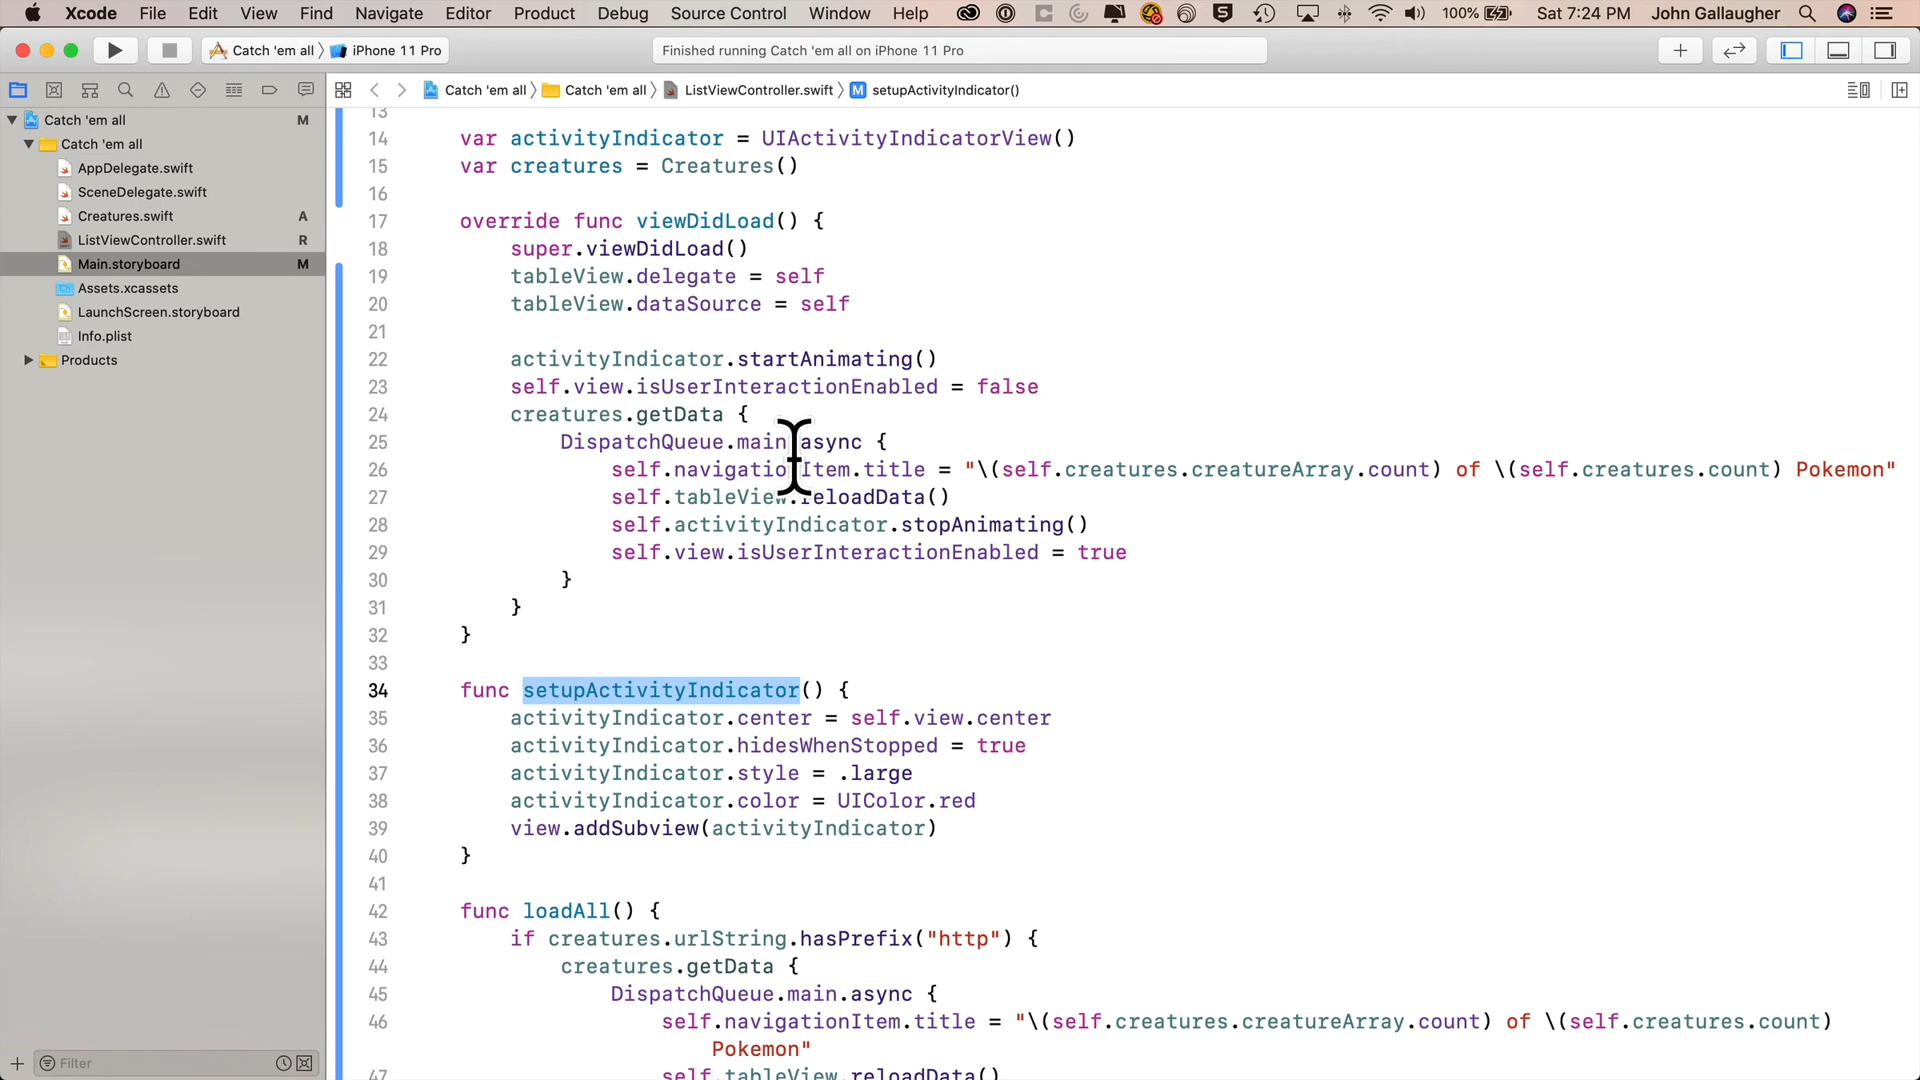 Xcode File Edit View Find Navigate Editor Product Debug Source Control Window Help 100% Sat 7:24 PM John Gallaugher
Catch 'em all iPhone 11 Pro
Finished running Catch 'em all on iPhone 11 Pro
Catch 'em all M
Catch 'em all
AppDelegate.swift
SceneDelegate.swift
Creatures.swift A
ListViewController.swift R
Main.storyboard M
Assets.xcassets
LaunchScreen.storyboard
Info.plist
Products
Filter
Catch 'em all Catch 'em all ListViewController.swift M setupActivityIndicator()
13
14 var activityIndicator = UIActivityIndicatorView()
15 var creatures = Creatures()
16
17 override func viewDidLoad() {
18 super.viewDidLoad()
19 tableView.delegate = self
20 tableView.dataSource = self
21
22 activityIndicator.startAnimating()
23 self.view.isUserInteractionEnabled = false
24 creatures.getData {
25 DispatchQueue.main.async {
26 self.navigationItem.title = "\(self.creatures.creatureArray.count) of \(self.creatures.count) Pokemon"
27 self.tableView.reloadData()
28 self.activityIndicator.stopAnimating()
29 self.view.isUserInteractionEnabled = true
30 }
31 }
32 }
33
34 func setupActivityIndicator() {
35 activityIndicator.center = self.view.center
36 activityIndicator.hidesWhenStopped = true
37 activityIndicator.style = .large
38 activityIndicator.color = UIColor.red
39 view.addSubview(activityIndicator)
40 }
41
42 func loadAll() {
43 if creatures.urlString.hasPrefix("http") {
44 creatures.getData {
45 DispatchQueue.main.async {
46 self.navigationItem.title = "\(self.creatures.creatureArray.count) of \(self.creatures.count)
Pokemon"
47 self.tableView.reloadData()